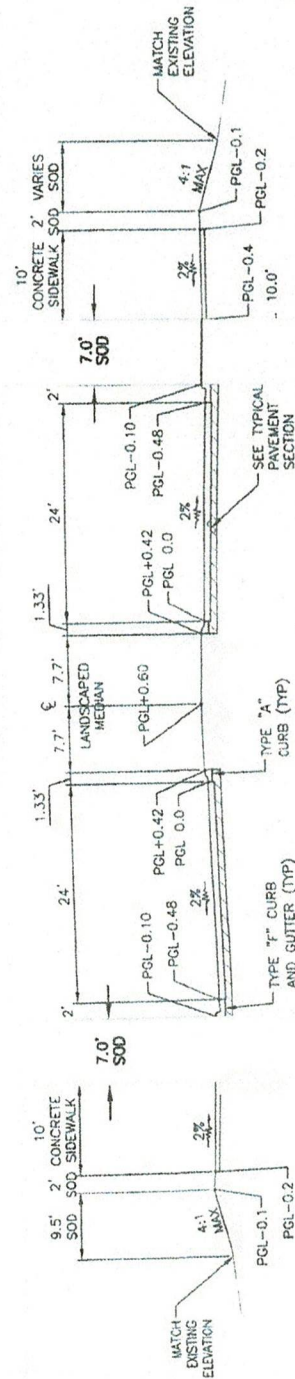 MATCH
EXISTING
ELEVATION
9.5'
SOD
2'
SOD
10'
CONCRETE
SIDEWALK
4:1
MAX
2%
PGL-0.1
PGL-0.2
7.0'
SOD
2'
24'
1.33'
PGL-0.10
PGL-0.48
2%
PGL+0.42
PGL 0.0
TYPE "F" CURB
AND GUTTER (TYP)
TYPE "A"
CURB (TYP)
7.7'
℄
7.7'
LANDSCAPED
MEDIAN
PGL+0.60
1.33'
24'
2'
PGL+0.42
PGL 0.0
2%
PGL-0.10
PGL-0.48
SEE TYPICAL
PAVEMENT
SECTION
7.0'
SOD
10'
CONCRETE
SIDEWALK
2'
SOD
VARIES
SOD
2%
4:1
MAX
PGL-0.4
10.0'
PGL-0.1
PGL-0.2
MATCH
EXISTING
ELEVATION